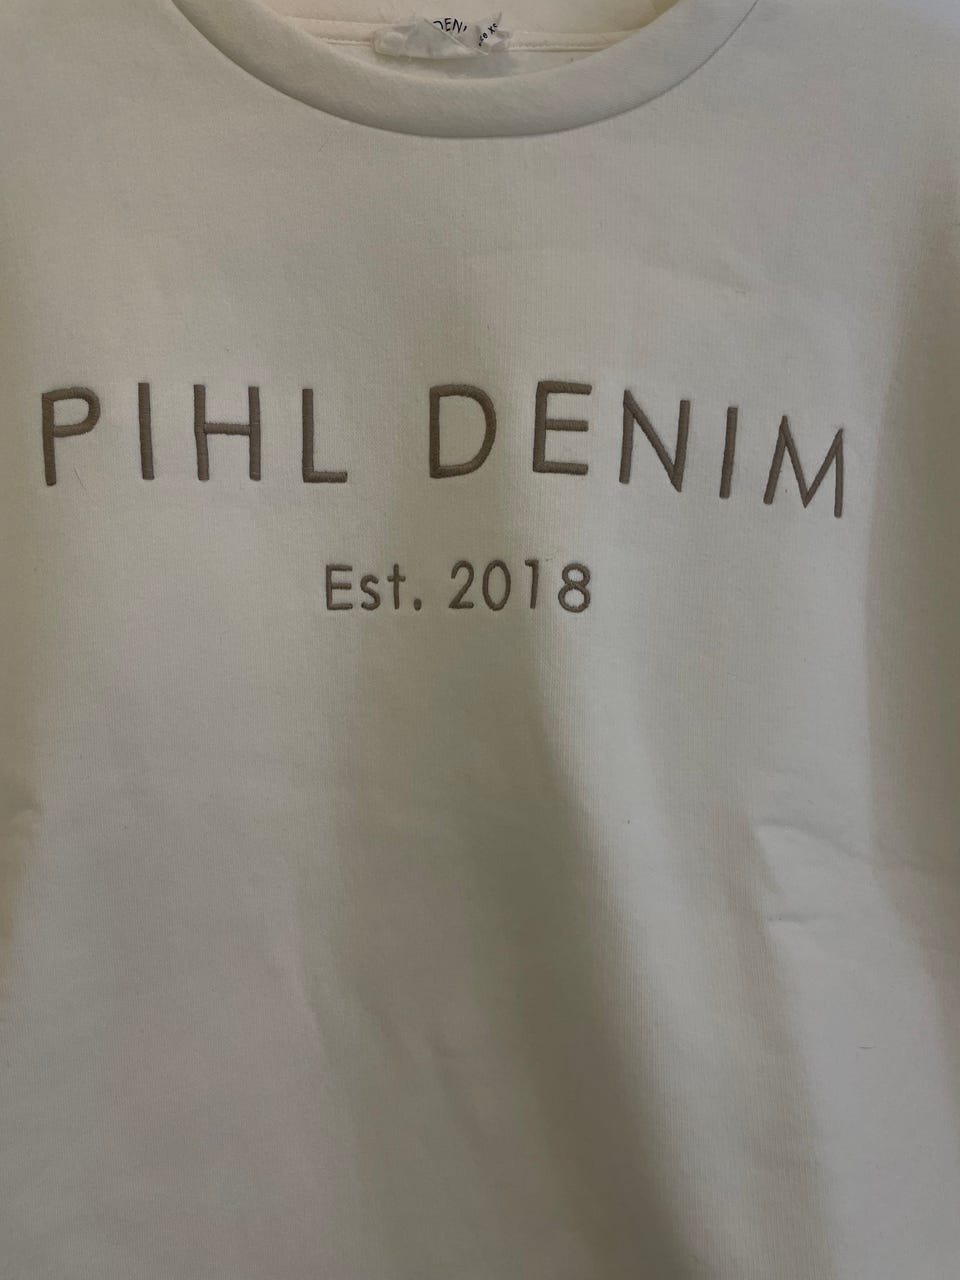 PIHL DENIM
Est. 2018